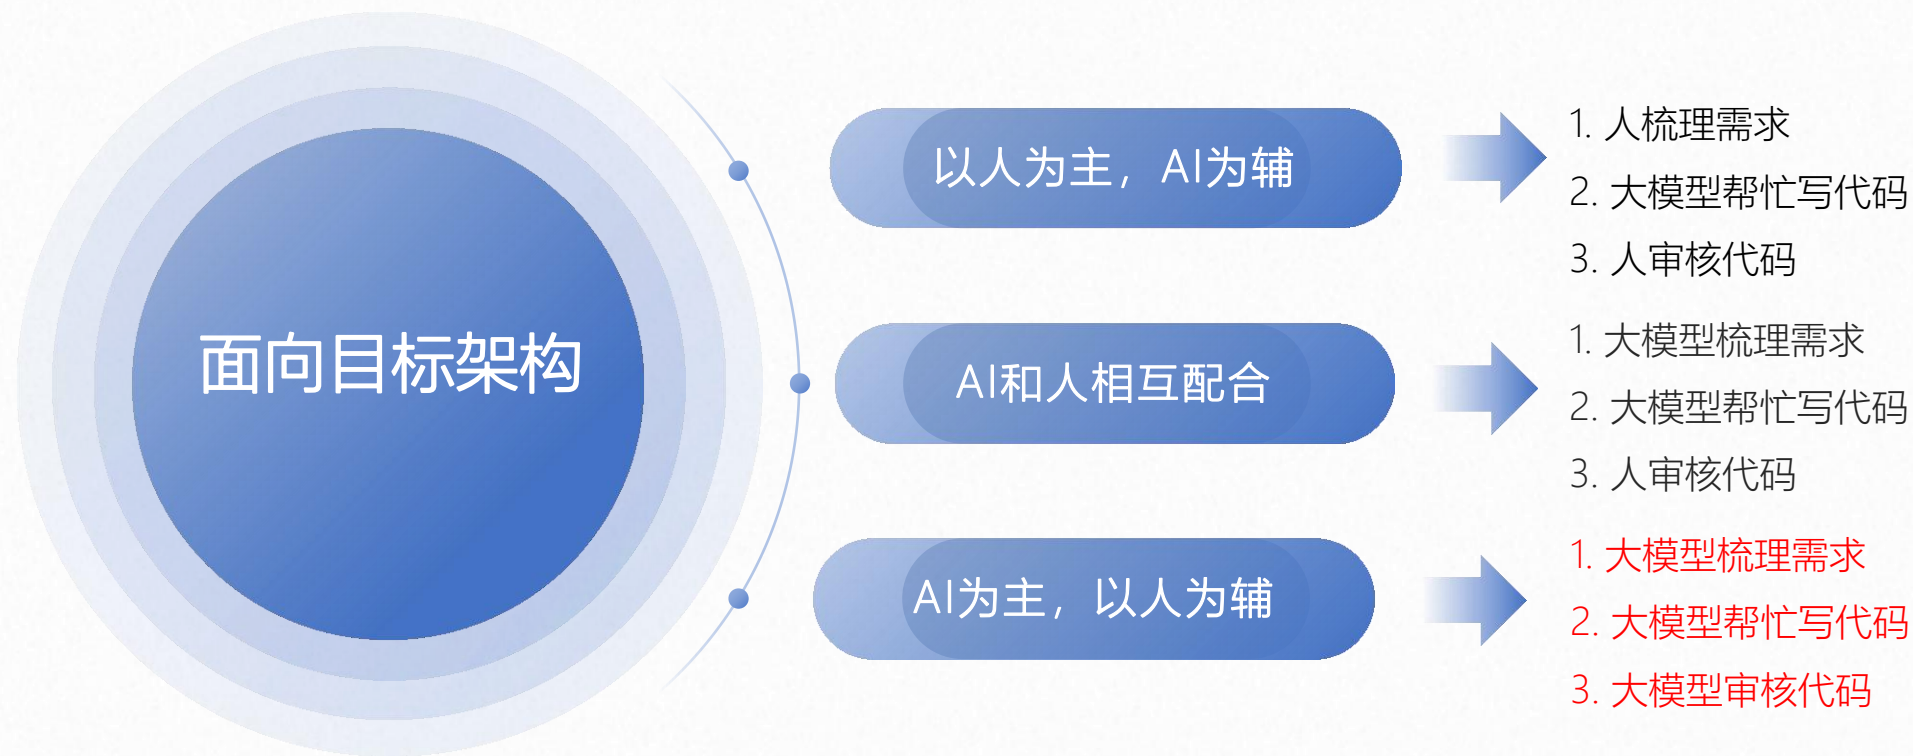 面向目标架构
以人为主，AI为辅
1. 人梳理需求
2. 大模型帮忙写代码
3. 人审核代码
AI和人相互配合
1. 大模型梳理需求
2. 大模型帮忙写代码
3. 人审核代码
AI为主，以人为辅
1. 大模型梳理需求
2. 大模型帮忙写代码
3. 大模型审核代码